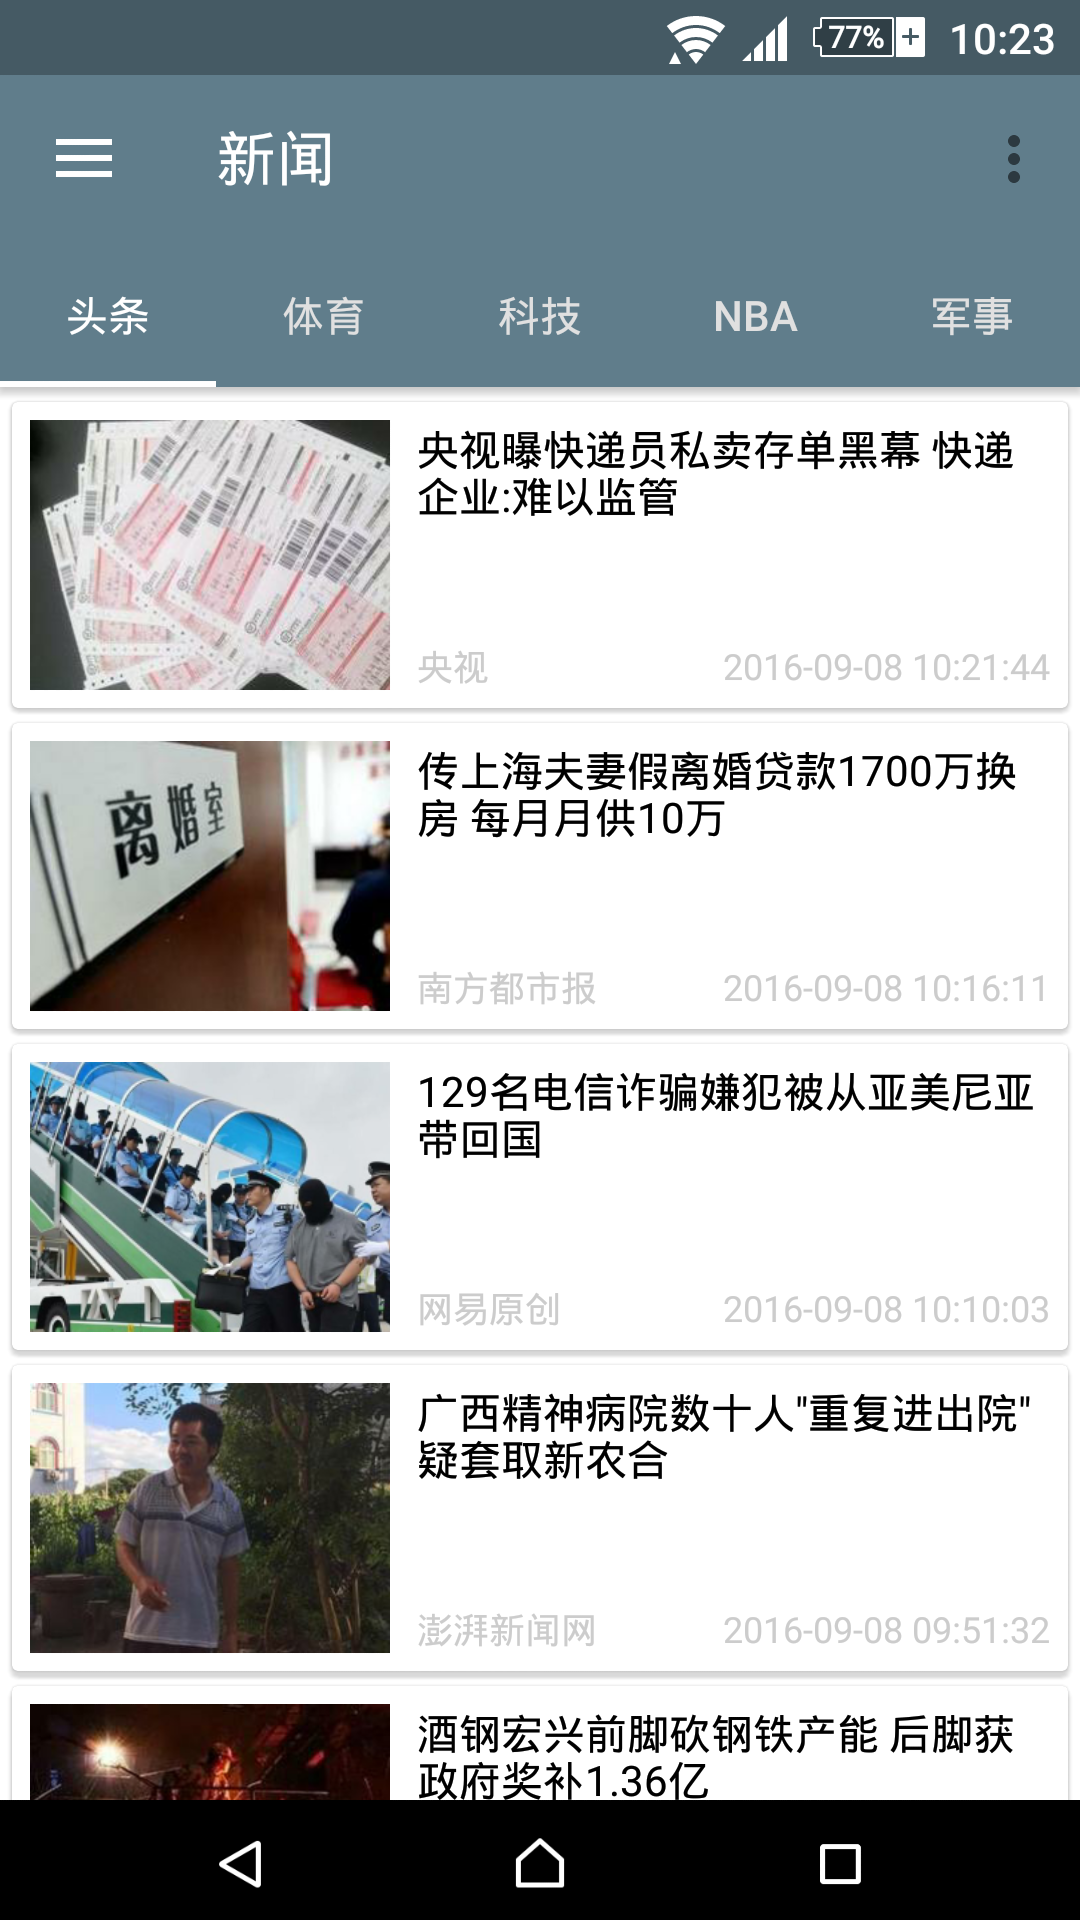 77%
10:23
新闻
头条
体育
科技
NBA
军事
央视曝快递员私卖存单黑幕 快递
企业:难以监管
央视
2016-09-08 10:21:44
离婚室
传上海夫妻假离婚贷款1700万换
房 每月月供10万
南方都市报
2016-09-08 10:16:11
129名电信诈骗嫌犯被从亚美尼亚
带回国
网易原创
2016-09-08 10:10:03
广西精神病院数十人"重复进出院"
疑套取新农合
澎湃新闻网
2016-09-08 09:51:32
酒钢宏兴前脚砍钢铁产能 后脚获
政府奖补1.36亿